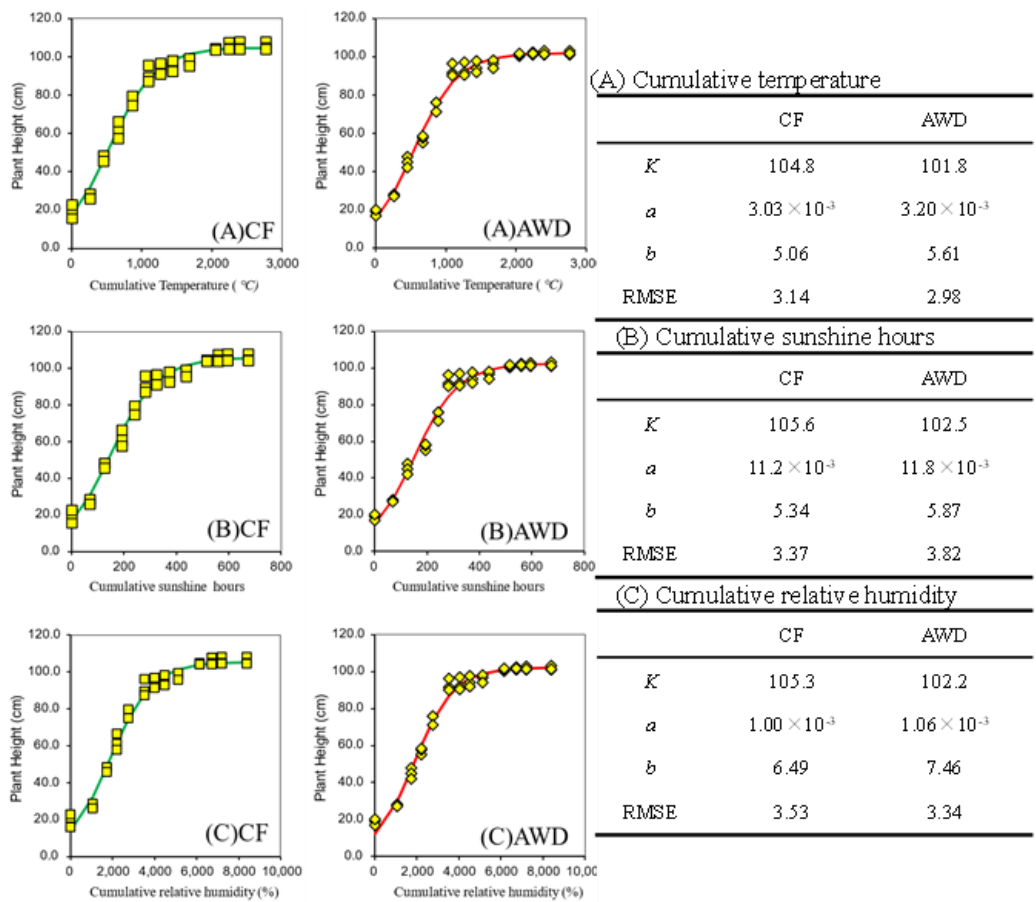 120.0
100.0
80.0
60.0
40.0
20.0
0.0
Plant Height (cm)
(A)CF
0 1,000 2,000 3,000
Cumulative Temperature ( °C)
120.0
100.0
80.0
60.0
40.0
20.0
0.0
Plant Height (cm)
(A)AWD
0 1,000 2,000 3,00
Cumulative Temperature ( °C)
(A) Cumulative temperature
CF AWD
K 104.8 101.8
a 3.03 × 10⁻³ 3.20 × 10⁻³
b 5.06 5.61
RMSE 3.14 2.98
120.0
100.0
80.0
60.0
40.0
20.0
0.0
Plant Height (cm)
(B)CF
0 200 400 600 800
Cumulative sunshine hours
120.0
100.0
80.0
60.0
40.0
20.0
0.0
Plant Height (cm)
(B)AWD
0 200 400 600 800
Cumulative sunshine hours
(B) Cumulative sunshine hours
CF AWD
K 105.6 102.5
a 11.2 × 10⁻³ 11.8 × 10⁻³
b 5.34 5.87
RMSE 3.37 3.82
120.0
100.0
80.0
60.0
40.0
20.0
0.0
Plant Height (cm)
(C)CF
0 2,000 4,000 6,000 8,000 10,000
Cumulative relative humidity (%)
120.0
100.0
80.0
60.0
40.0
20.0
0.0
Plant Height (cm)
(C)AWD
0 2,000 4,000 6,000 8,000 10,00
Cumulative relative humidity (%)
(C) Cumulative relative humidity
CF AWD
K 105.3 102.2
a 1.00 × 10⁻³ 1.06 × 10⁻³
b 6.49 7.46
RMSE 3.53 3.34